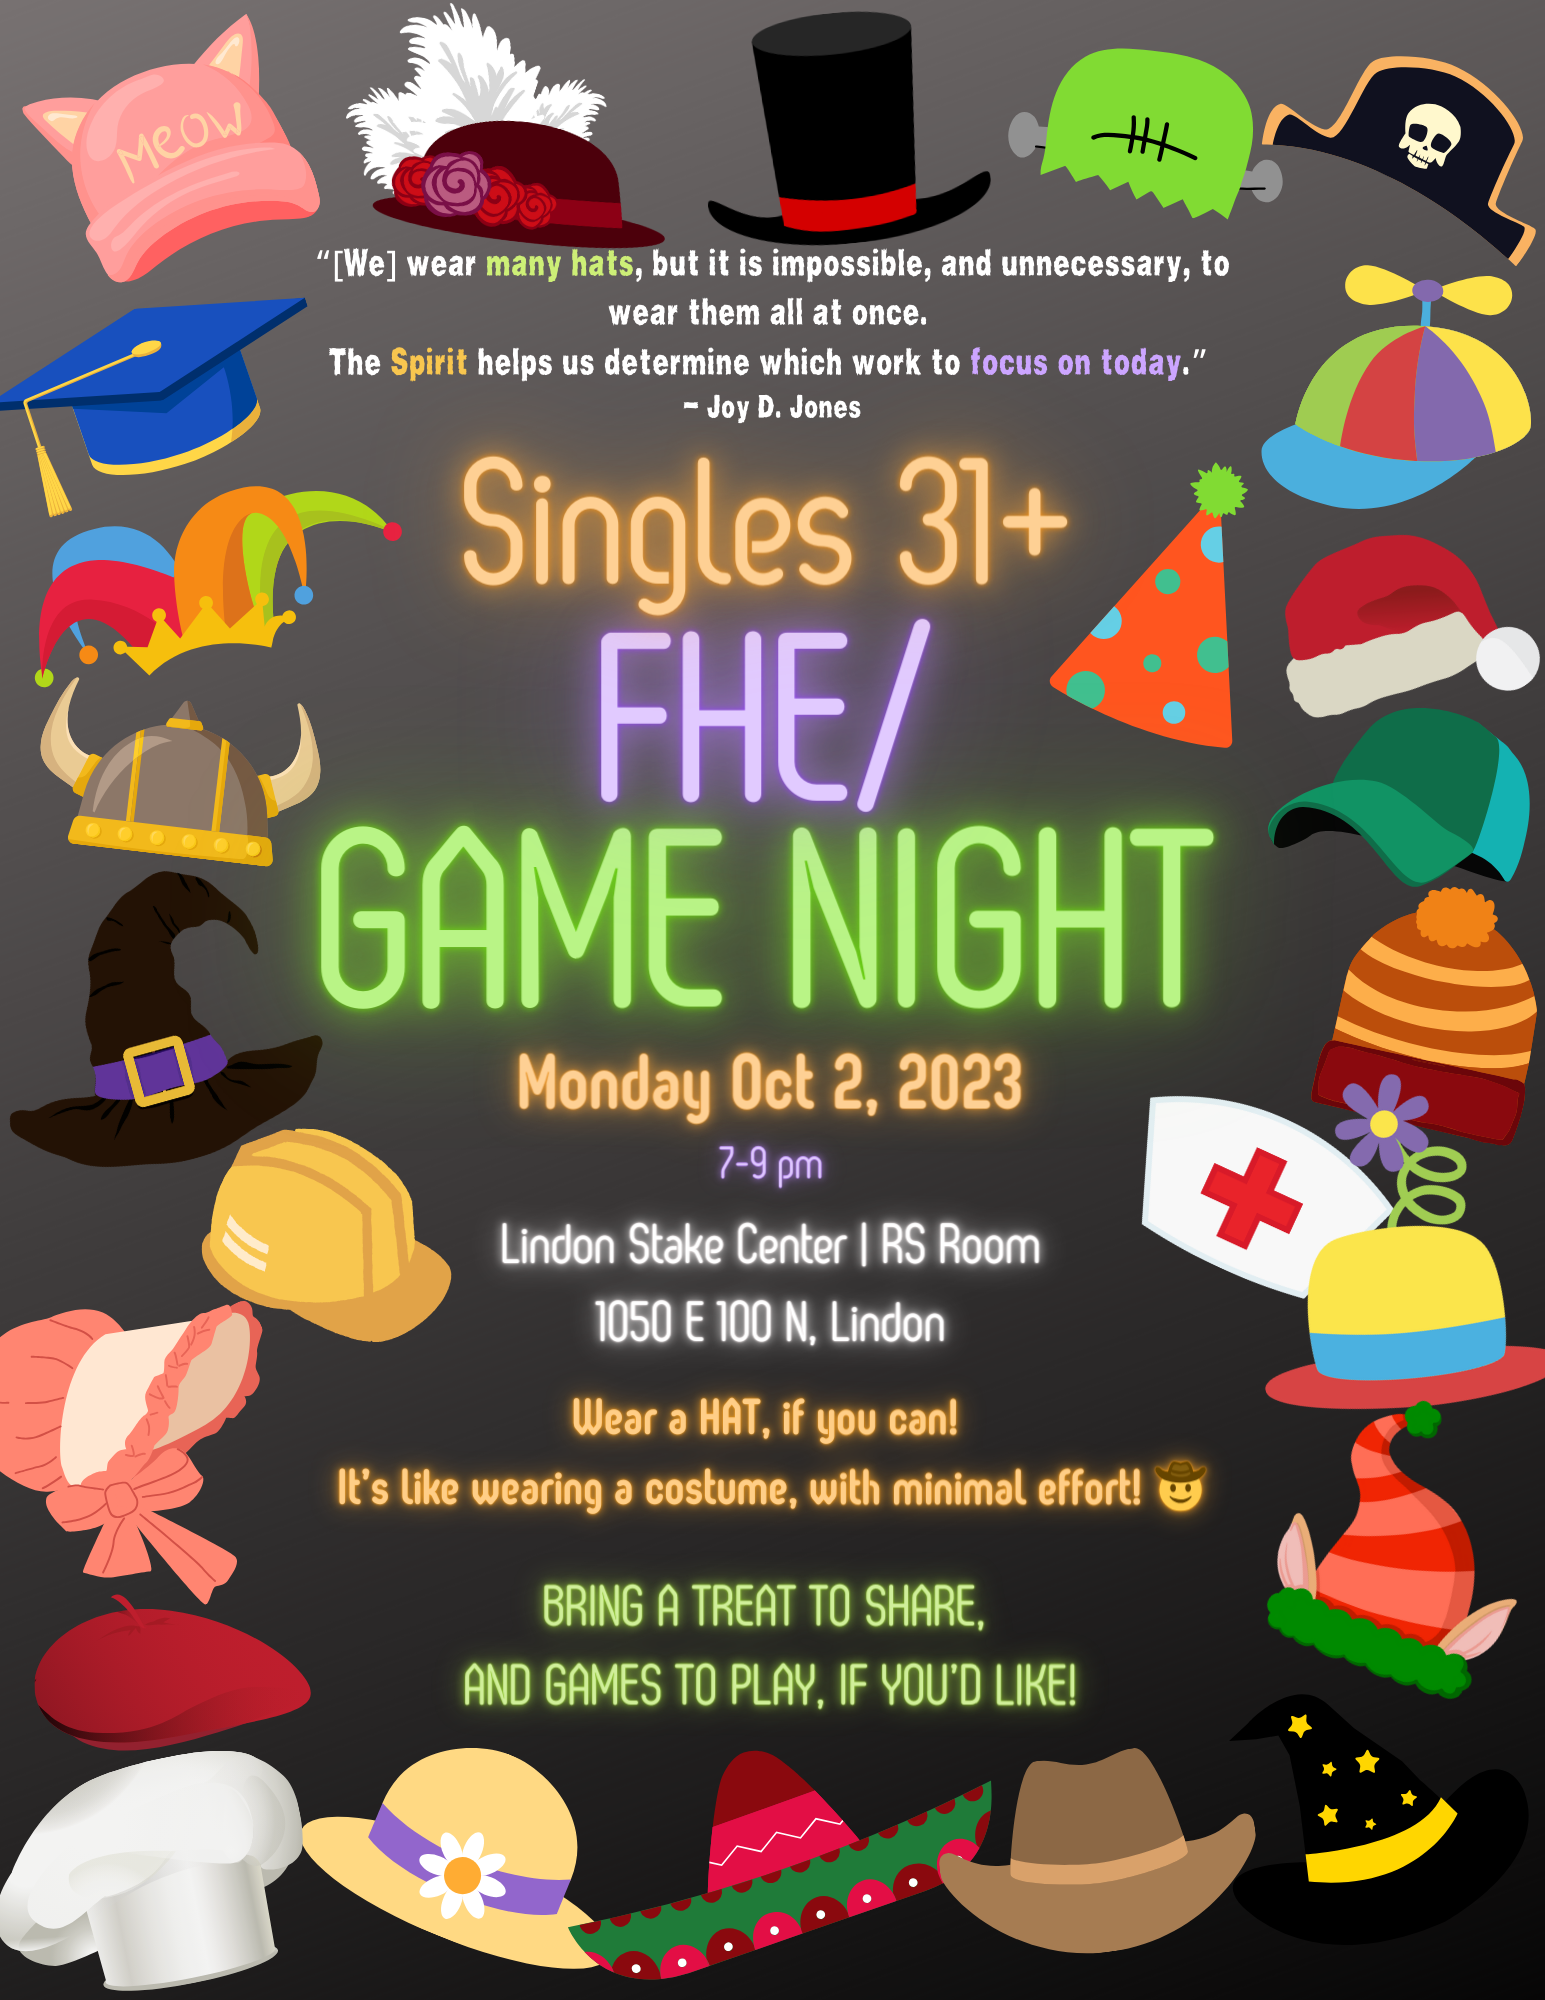 MEOW
“[We] wear many hats, but it is impossible, and unnecessary, to
wear them all at once.
The Spirit helps us determine which work to focus on today.”
~ Joy D. Jones
Singles 31+
FHE/
GAME NIGHT
Monday Oct 2, 2023
7-9 pm
Lindon Stake Center | RS Room
1050 E 100 N, Lindon
Wear a HAT, if you can!
It's like wearing a costume, with minimal effort! 🤠
BRING A TREAT TO SHARE,
AND GAMES TO PLAY, IF YOU'D LIKE!